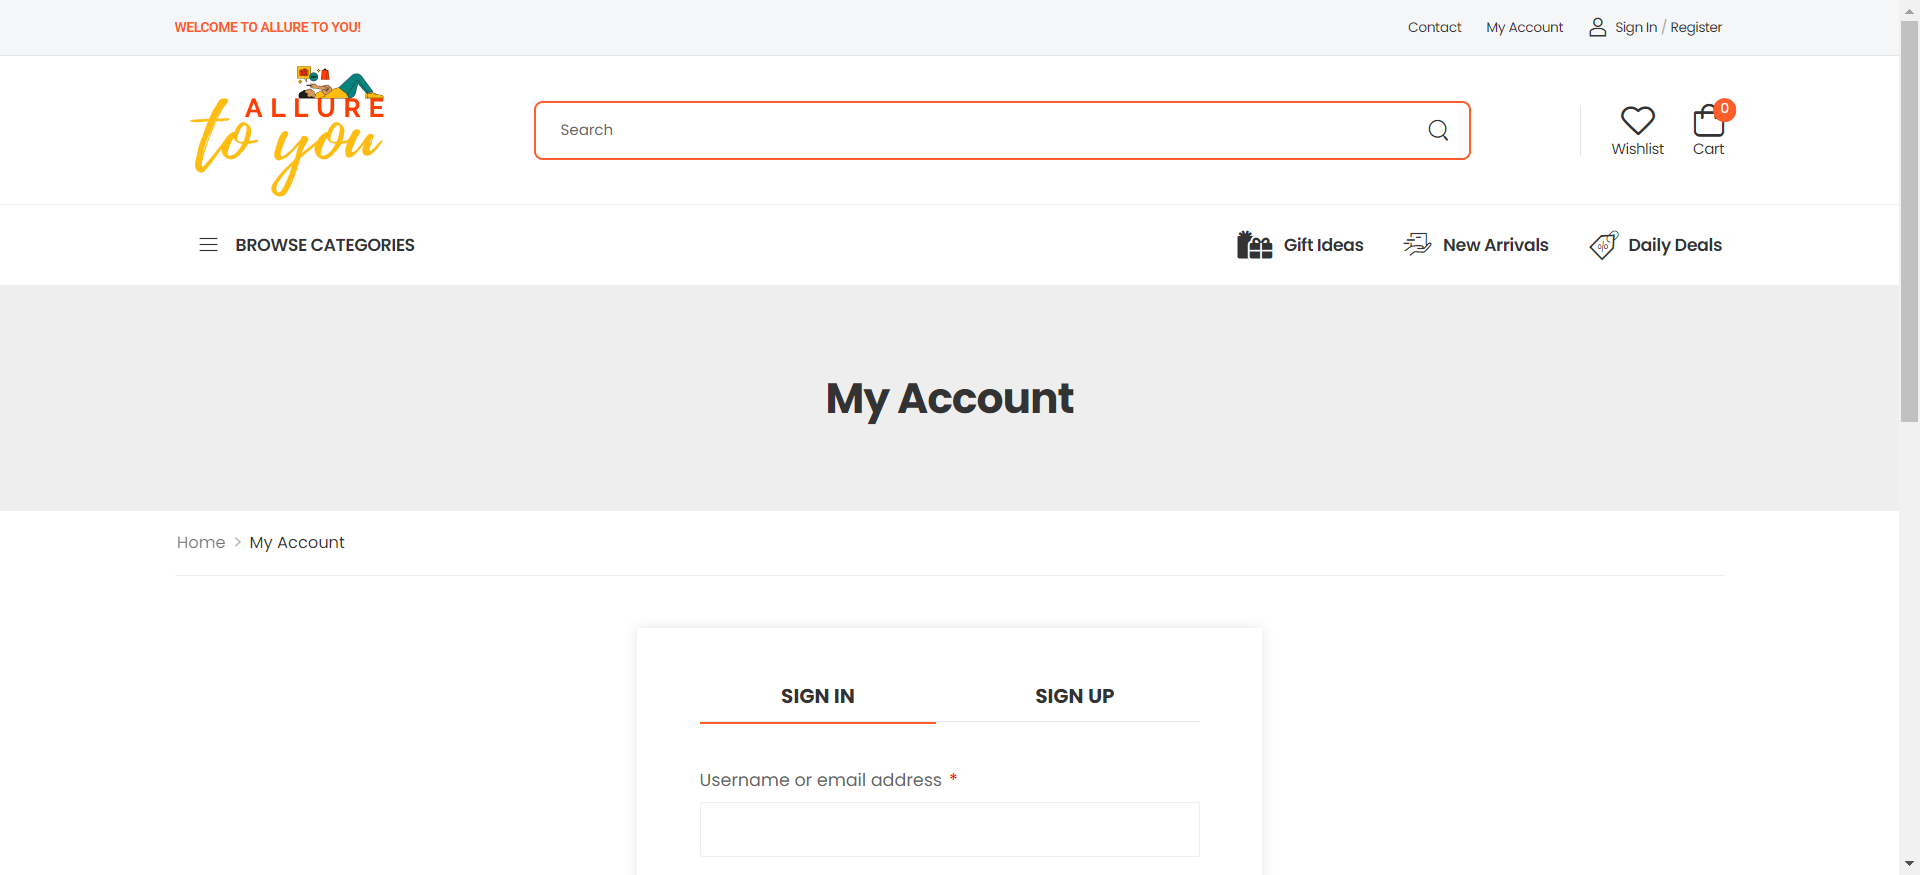 WELCOME TO ALLURE TO YOU!
Contact
My Account
Sign In / Register
ALLURE
to you
Search
Wishlist
0
Cart
BROWSE CATEGORIES
Gift Ideas
New Arrivals
Daily Deals
My Account
Home > My Account
SIGN IN
SIGN UP
Username or email address *